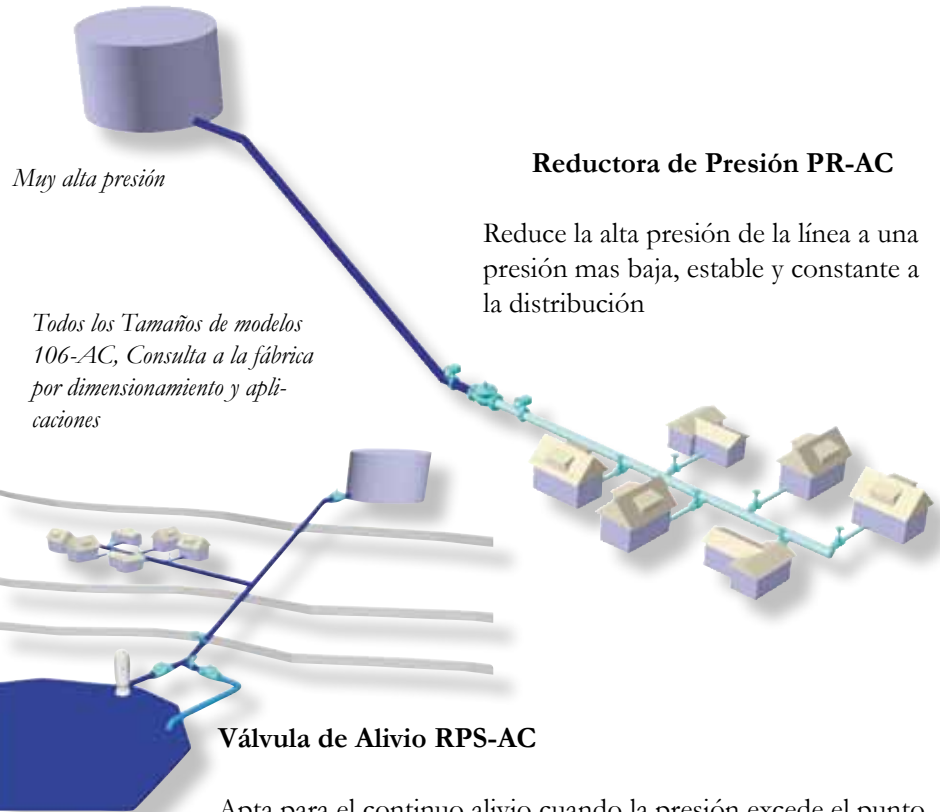 Muy alta presión
Reductora de Presión PR-AC
Reduce la alta presión de la línea a una
presión mas baja, estable y constante a
la distribución
Todos los Tamaños de modelos
106-AC, Consulta a la fábrica
por dimensionamiento y apli-
caciones
Válvula de Alivio RPS-AC
Apta para el continuo alivio cuando la presión excede el punto